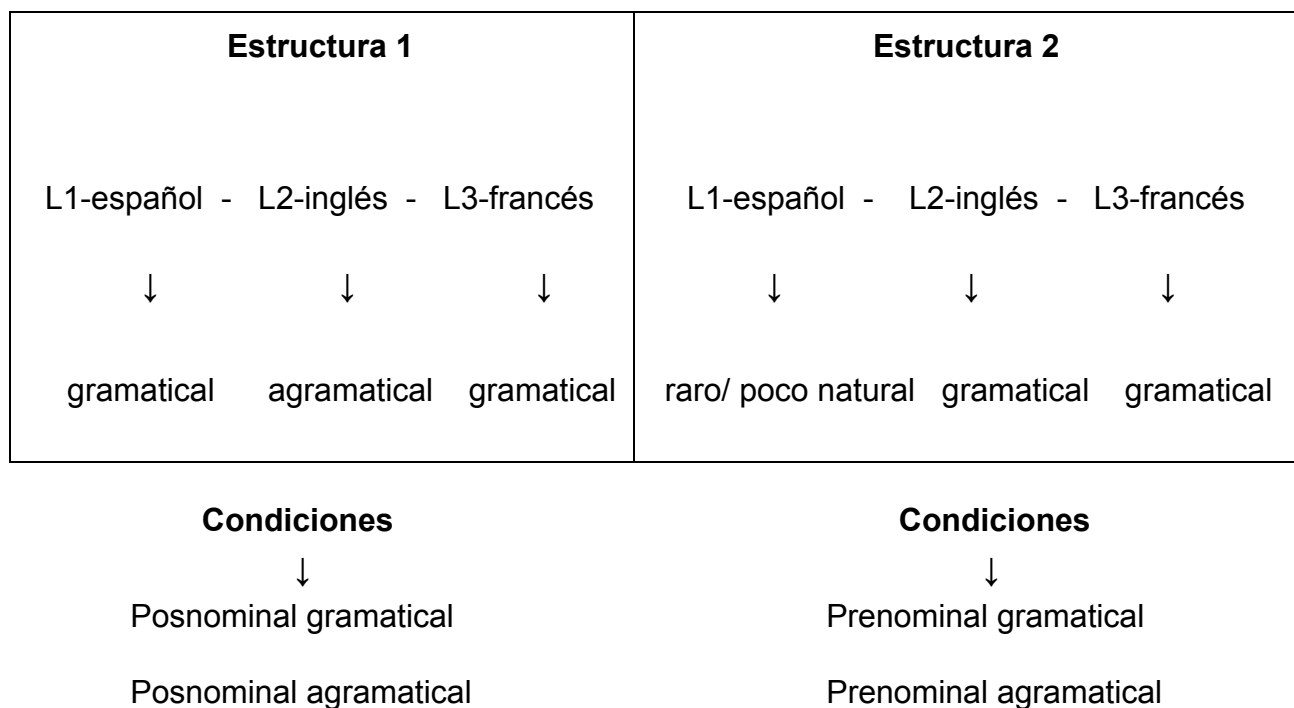 Estructura 1
L1-español - L2-inglés - L3-francés
↓ ↓ ↓
gramatical agramatical gramatical
Estructura 2
L1-español - L2-inglés - L3-francés
↓ ↓ ↓
raro/ poco natural gramatical gramatical
Condiciones
↓
Posnominal gramatical
Posnominal agramatical
Condiciones
↓
Prenominal gramatical
Prenominal agramatical